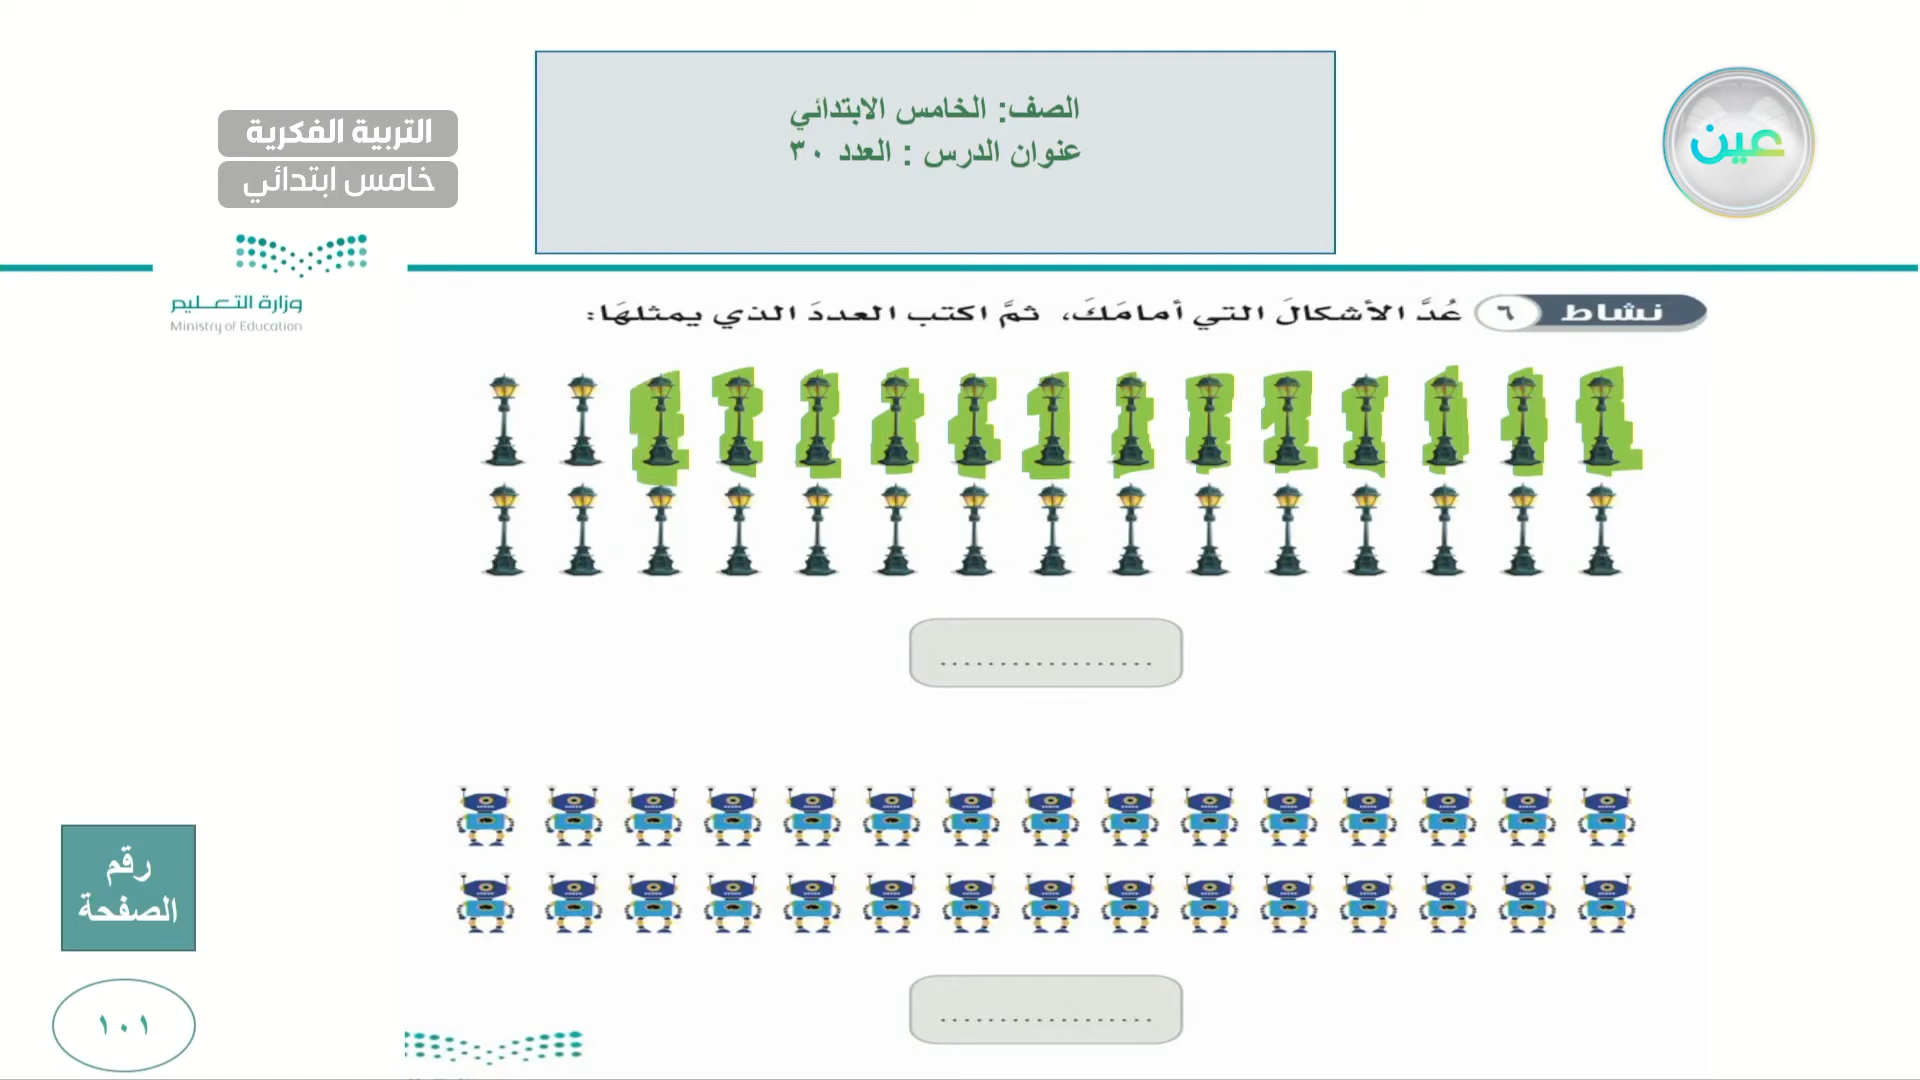 الصف: الخامس الابتدائي
عنوان الدرس : العدد ٣٠
عين
التربية الفكرية
خامس ابتدائي
وزارة التعليم
Ministry of Education
نشاط ٦ عُدَّ الأشكالَ التي أمامَكَ، ثمَّ اكتب العددَ الذي يمثلهَا:
..................
..................
رقم
الصفحة
١٠١